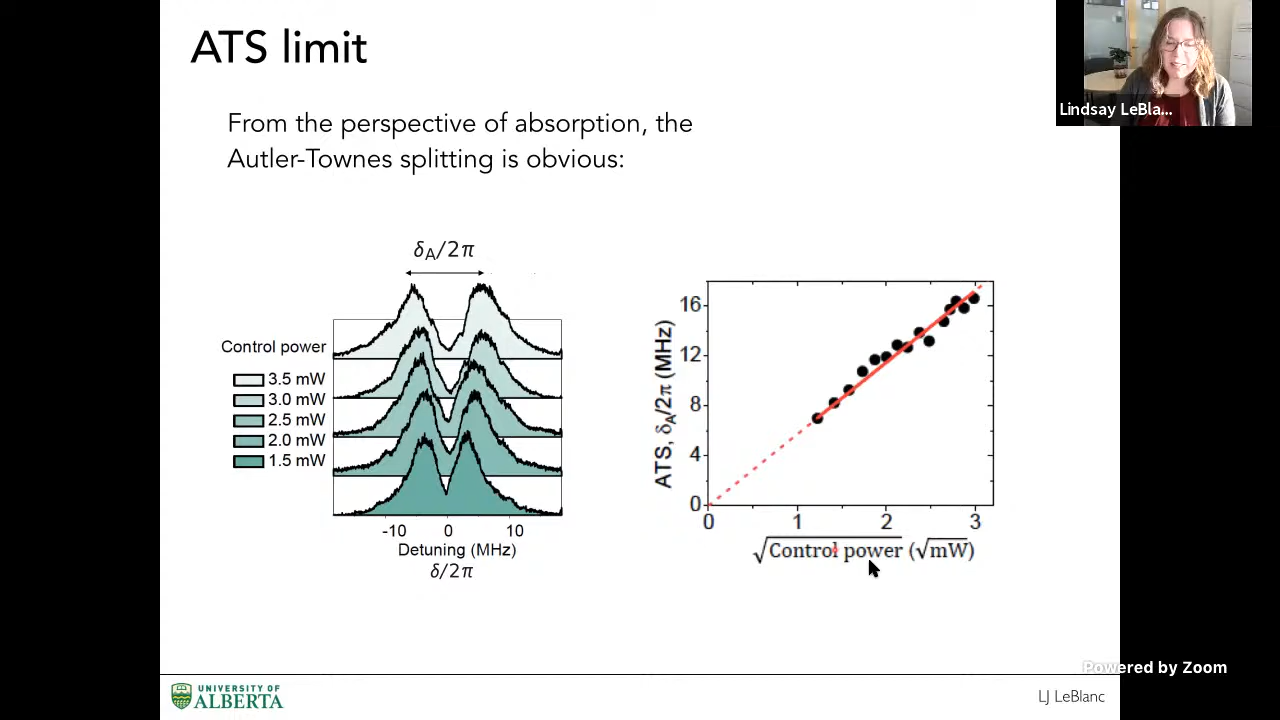 ATS limit
From the perspective of absorption, the
Autler-Townes splitting is obvious:
Lindsay LeBla...
δA/2π
Control power
3.5 mW
3.0 mW
2.5 mW
2.0 mW
1.5 mW
-10 0 10
Detuning (MHz)
δ/2π
ATS, δA/2π (MHz)
16
12
8
4
0
0 1 2 3
√Control power (√mW)
Powered by Zoom
UNIVERSITY OF
ALBERTA
LJ LeBlanc